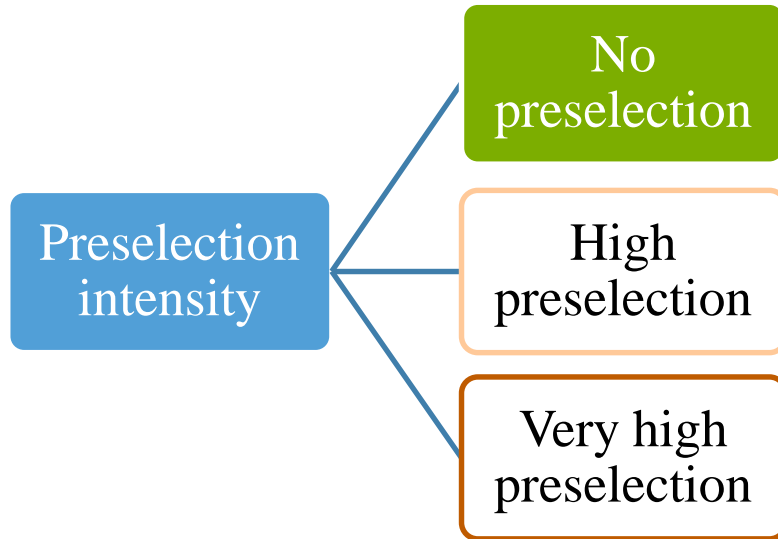 Preselection
intensity
No
preselection
High
preselection
Very high
preselection